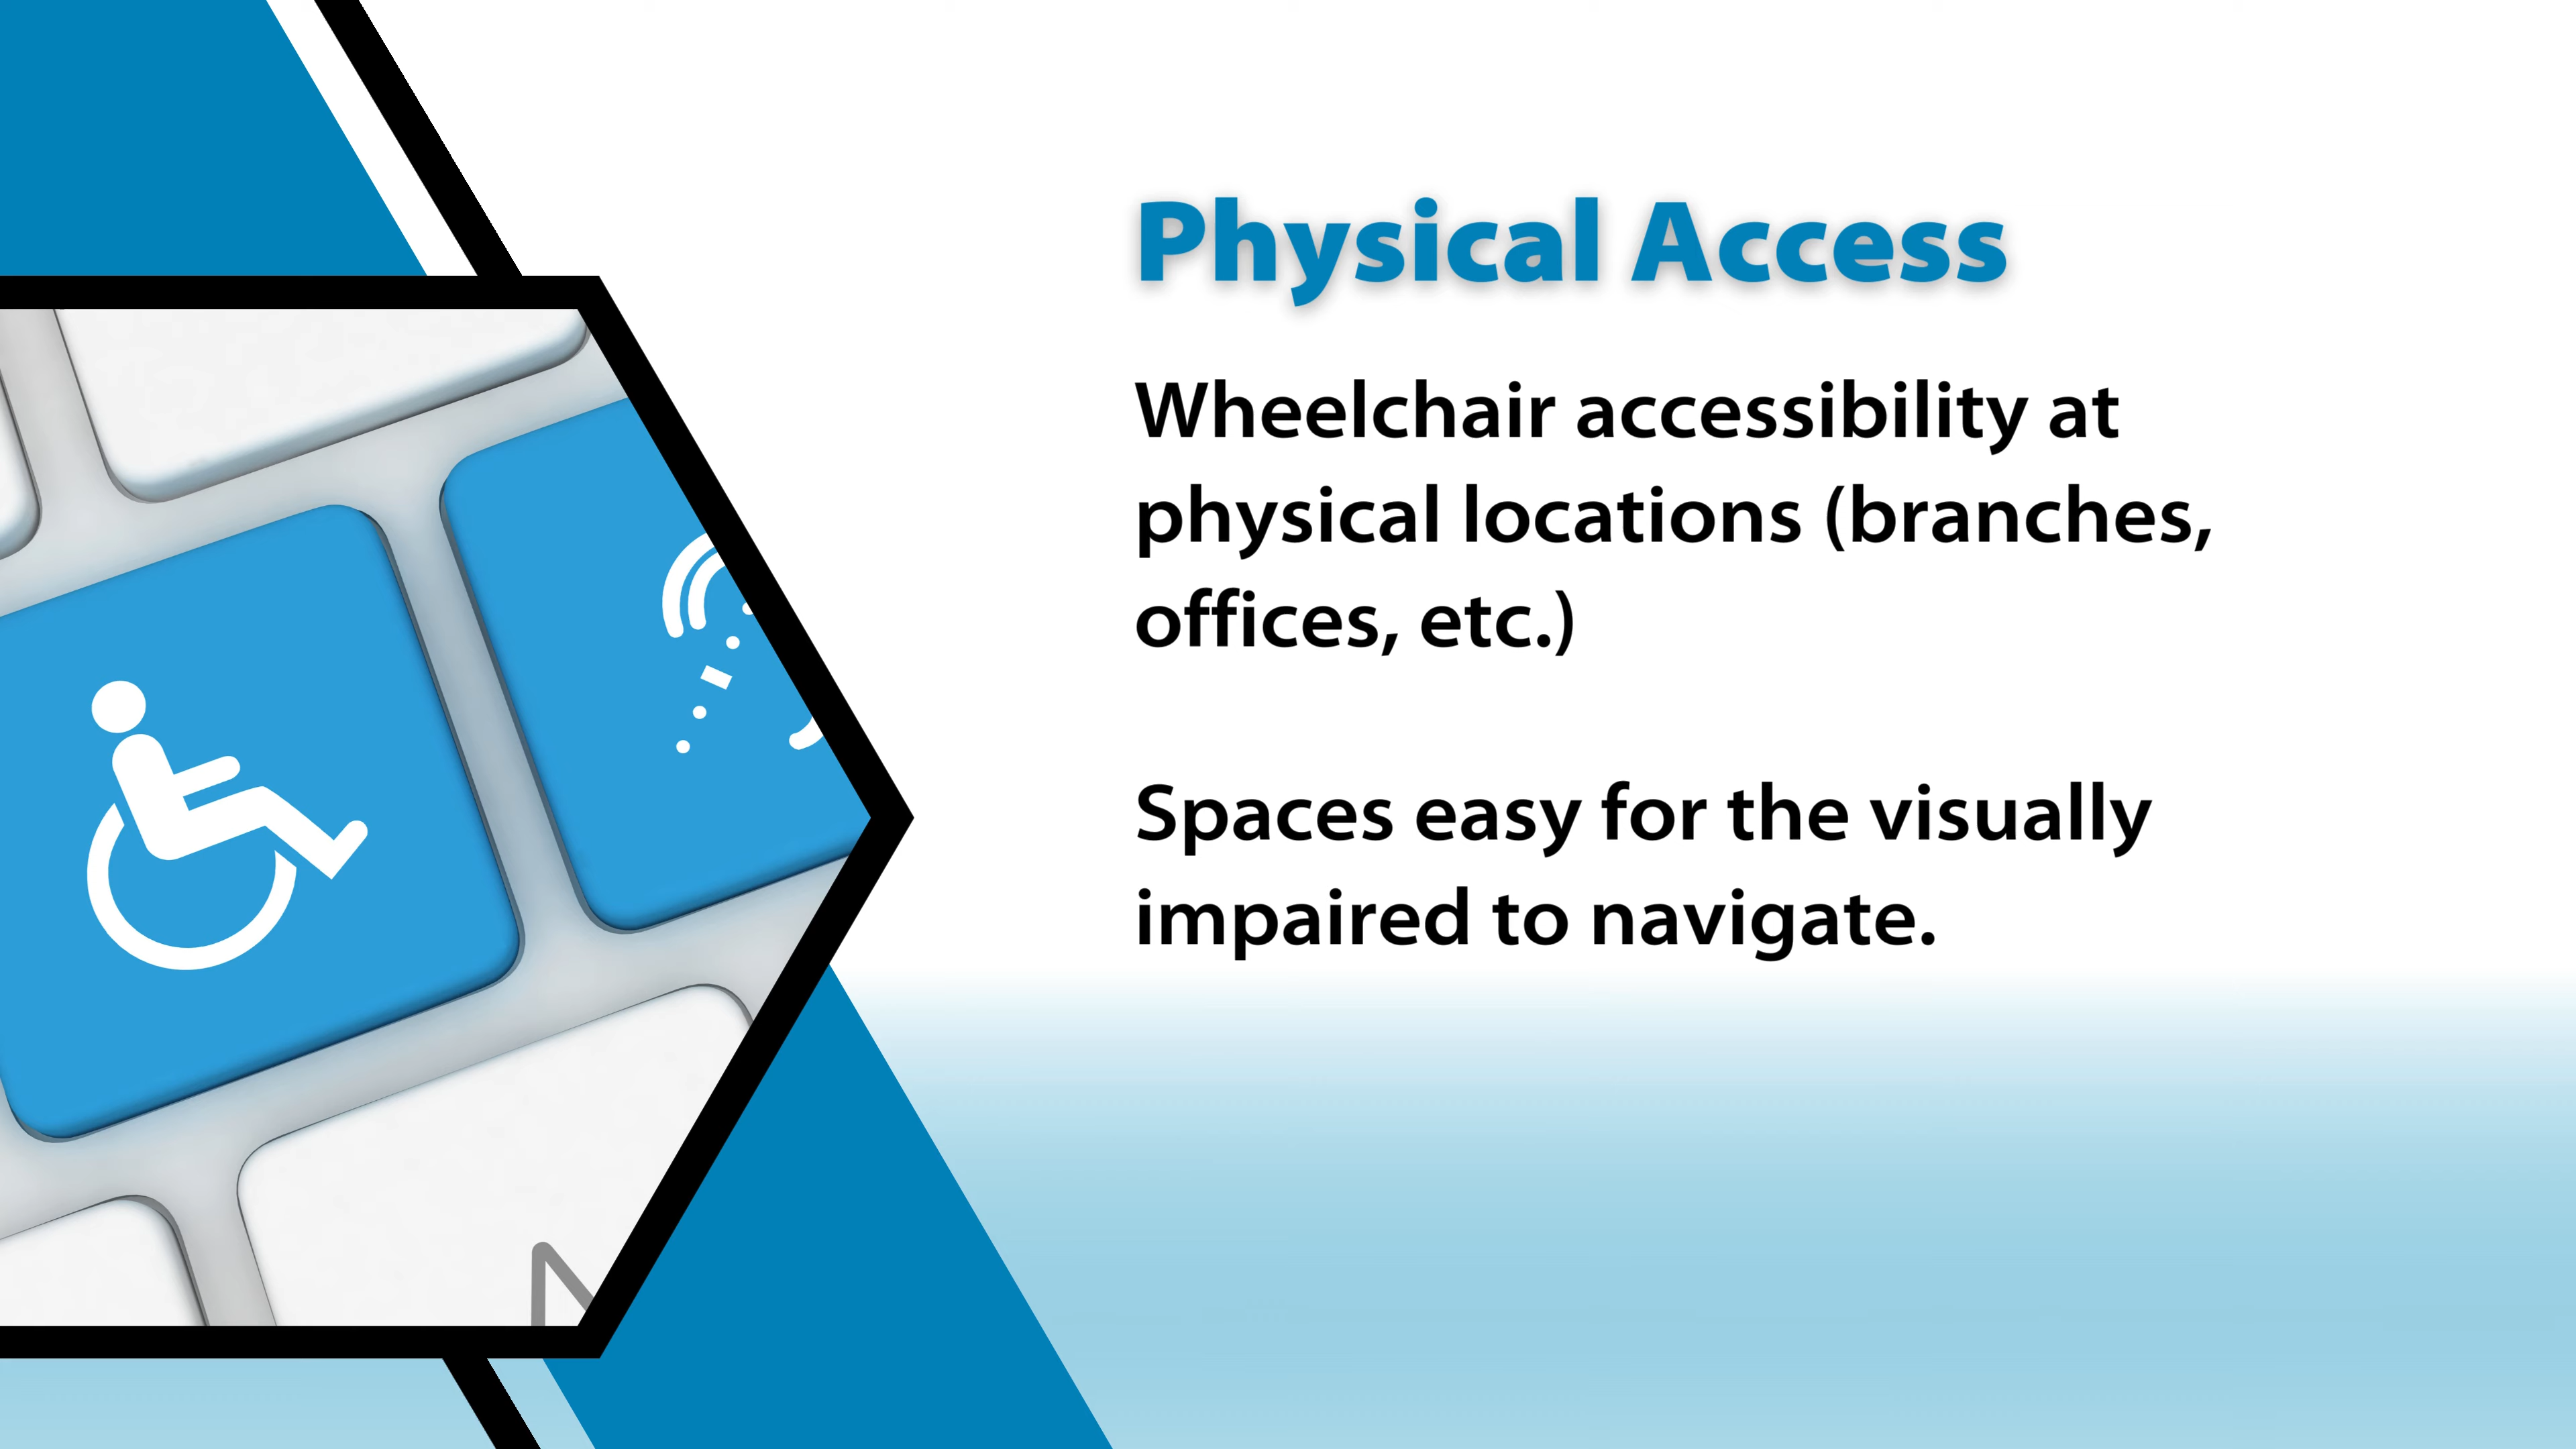 Physical Access
Wheelchair accessibility at
physical locations (branches,
offices, etc.)
Spaces easy for the visually
impaired to navigate.